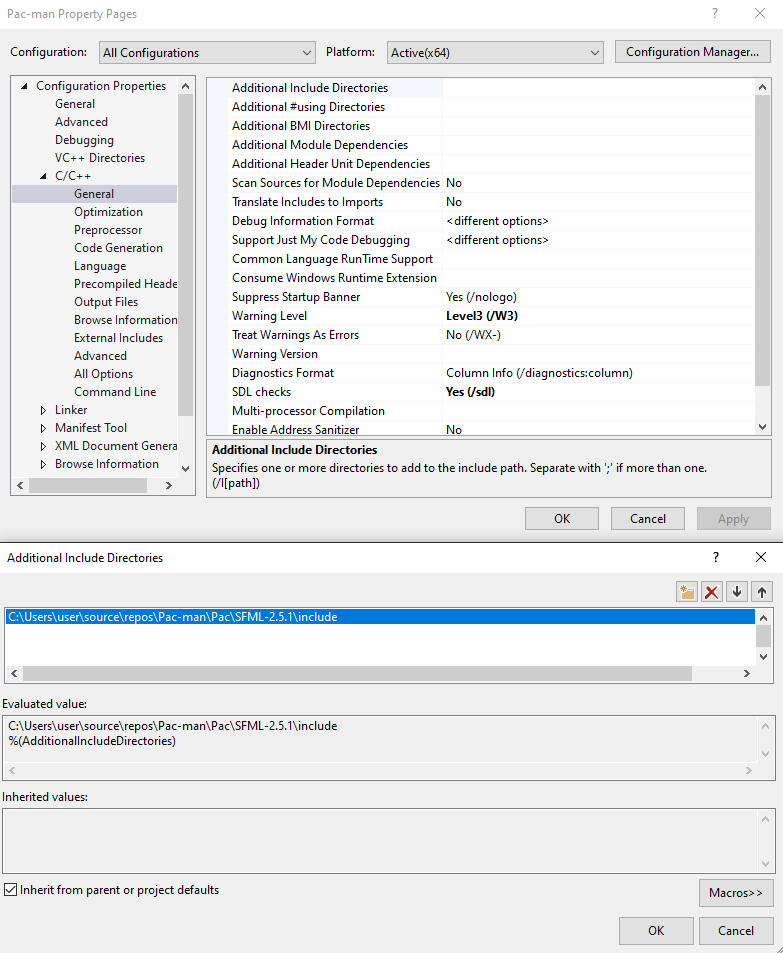 Pac-man Property Pages
Configuration: All Configurations Platform: Active(x64) Configuration Manager...
Configuration Properties
General
Advanced
Debugging
VC++ Directories
C/C++
General
Optimization
Preprocessor
Code Generation
Language
Precompiled Heade
Output Files
Browse Information
External Includes
Advanced
All Options
Command Line
Linker
Manifest Tool
XML Document Genera
Browse Information
Additional Include Directories
Additional #using Directories
Additional BMI Directories
Additional Module Dependencies
Additional Header Unit Dependencies
Scan Sources for Module Dependencies No
Translate Includes to Imports No
Debug Information Format <different options>
Support Just My Code Debugging <different options>
Common Language RunTime Support
Consume Windows Runtime Extension
Suppress Startup Banner Yes (/nologo)
Warning Level Level3 (/W3)
Treat Warnings As Errors No (/WX-)
Warning Version
Diagnostics Format Column Info (/diagnostics:column)
SDL checks Yes (/sdl)
Multi-processor Compilation
Enable Address Sanitizer No
Additional Include Directories
Specifies one or more directories to add to the include path. Separate with ';' if more than one.
(/I[path])
OK Cancel Apply
Additional Include Directories
C:\Users\user\source\repos\Pac-man\Pac\SFML-2.5.1\include
Evaluated value:
C:\Users\user\source\repos\Pac-man\Pac\SFML-2.5.1\include
%(AdditionalIncludeDirectories)
Inherited values:
Inherit from parent or project defaults
Macros>>
OK Cancel